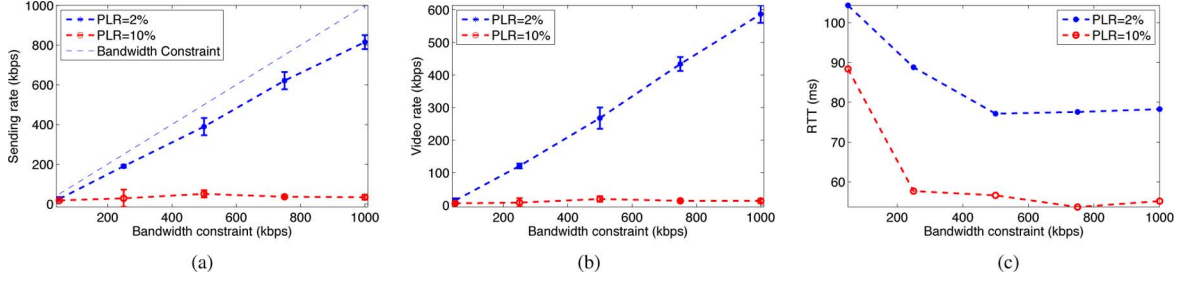 1000
800
600
400
200
0
Sending rate (kbps)
PLR=2%
PLR=10%
Bandwidth Constraint
200 400 600 800 1000
Bandwidth constraint (kbps)
(a)
600
500
400
300
200
100
0
Video rate (kbps)
PLR=2%
PLR=10%
200 400 600 800 1000
Bandwidth constraint (kbps)
(b)
100
90
80
70
60
RTT (ms)
PLR=2%
PLR=10%
200 400 600 800 1000
Bandwidth constraint (kbps)
(c)